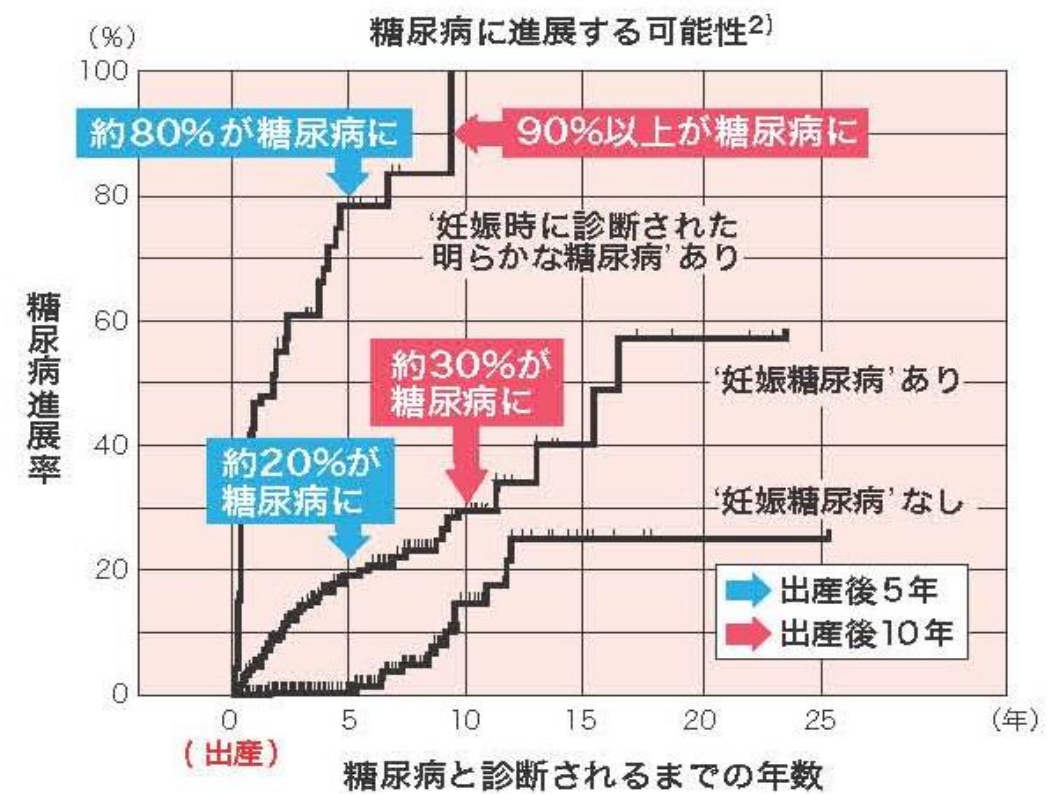 糖尿病に進展する可能性2)
(%)
100
80
60
40
20
0
糖尿病進展率
約80%が糖尿病に
90%以上が糖尿病に
‘妊娠時に診断された
明らかな糖尿病’あり
約30%が
糖尿病に
‘妊娠糖尿病’あり
約20%が
糖尿病に
‘妊娠糖尿病’なし
出産後5年
出産後10年
0
5
10
15
20
25
(年)
(出産)
糖尿病と診断されるまでの年数